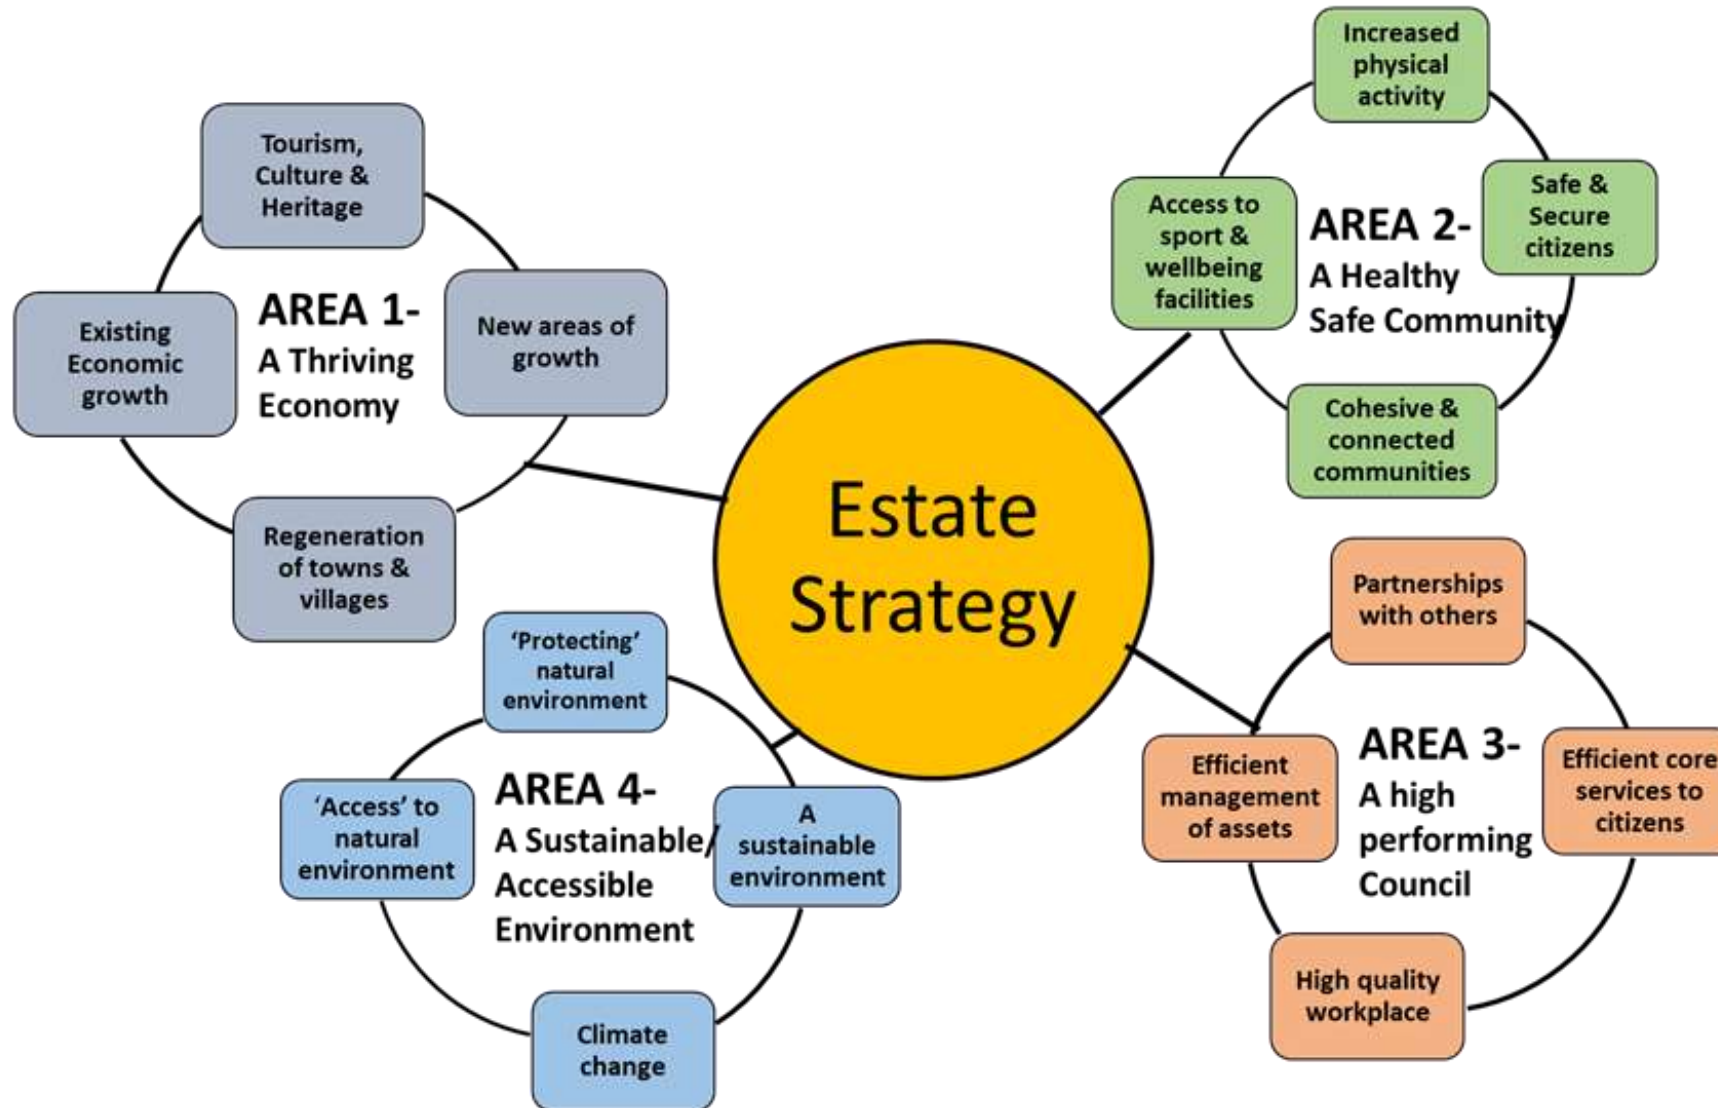 Tourism,
Culture &
Heritage
Existing
Economic
growth
AREA 1-
A Thriving
Economy
New areas of
growth
Regeneration
of towns &
villages
Increased
physical
activity
Access to
sport &
wellbeing
facilities
AREA 2-
A Healthy
Safe Community
Safe &
Secure
citizens
Cohesive &
connected
communities
Estate
Strategy
Partnerships
with others
Efficient
management
of assets
AREA 3-
A high
performing
Council
Efficient core
services to
citizens
High quality
workplace
‘Protecting’
natural
environment
‘Access’ to
natural
environment
AREA 4-
A Sustainable/
Accessible
Environment
A
sustainable
environment
Climate
change